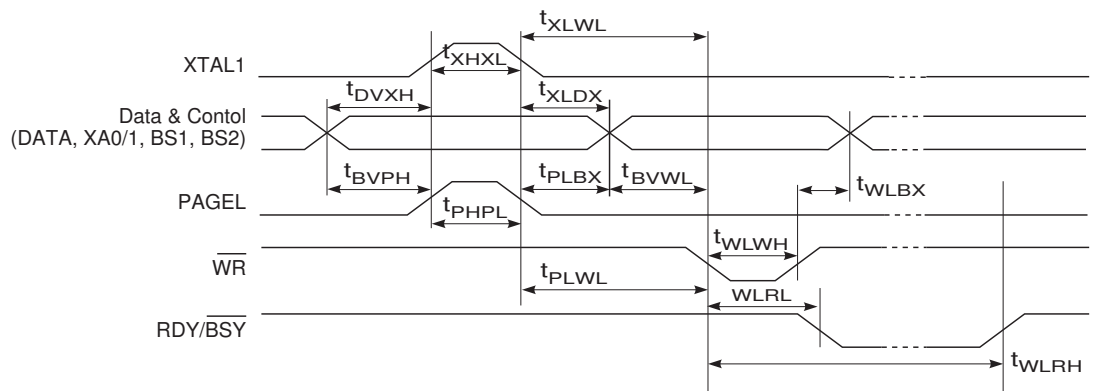 tXLWL
XTAL1
tXHXL
tDVXH
tXLDX
Data & Contol
(DATA, XA0/1, BS1, BS2)
tBVPH
tPLBX
tBVWL
tWLBX
PAGEL
tPHPL
tWLWH
WR
tPLWL
WLRL
RDY/BSY
tWLRH